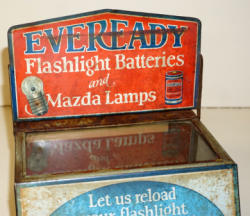 EVEREADY
Flashlight Batteries
and
Mazda Lamps
Let us reload
your flashlight